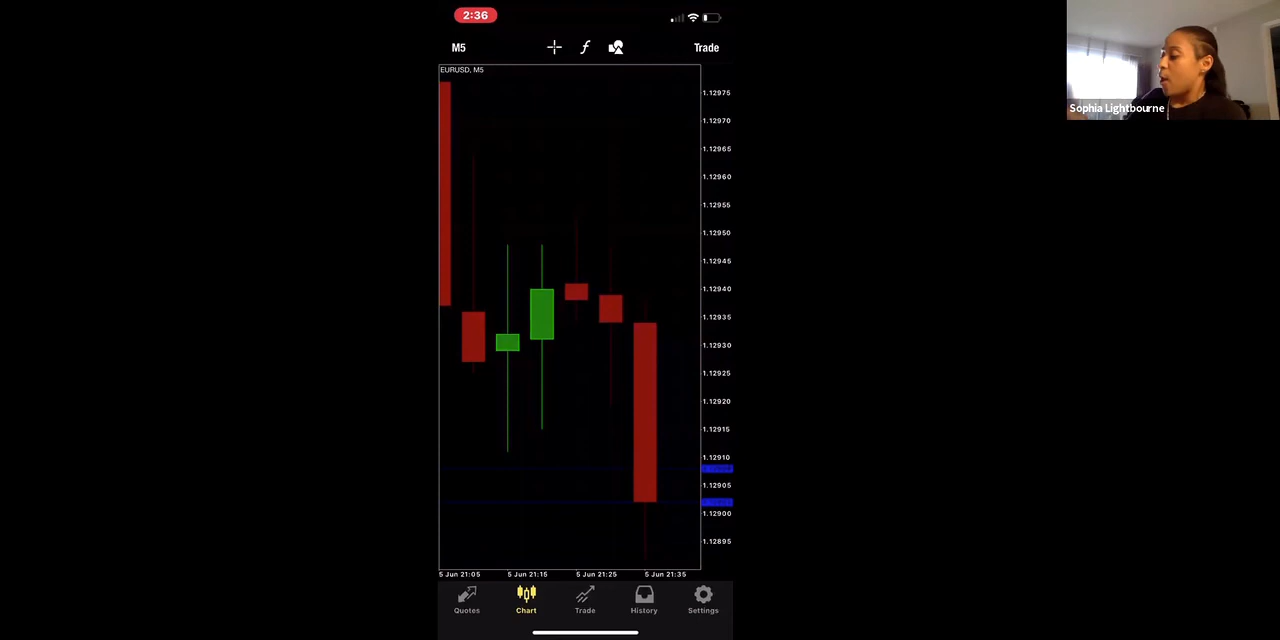 2:36
M5
f
Trade
EURUSD, M5
1.12975
1.12970
1.12965
1.12960
1.12955
1.12950
1.12945
1.12940
1.12935
1.12930
1.12925
1.12920
1.12915
1.12910
1.12905
1.12900
1.12895
5 Jun 21:05
5 Jun 21:15
5 Jun 21:25
5 Jun 21:35
Quotes
Chart
Trade
History
Settings
Sophia Lightbourne